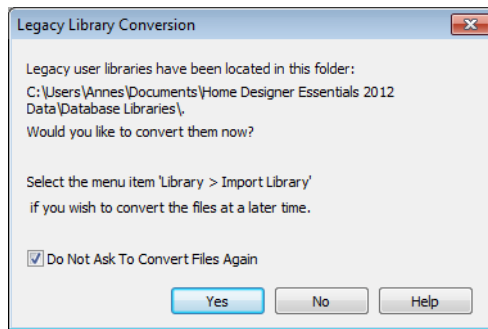 Legacy Library Conversion
Legacy user libraries have been located in this folder:
C:\Users\Annes\Documents\Home Designer Essentials 2012
Data\Database Libraries\.
Would you like to convert them now?
Select the menu item 'Library > Import Library'
if you wish to convert the files at a later time.
Do Not Ask To Convert Files Again
Yes No Help